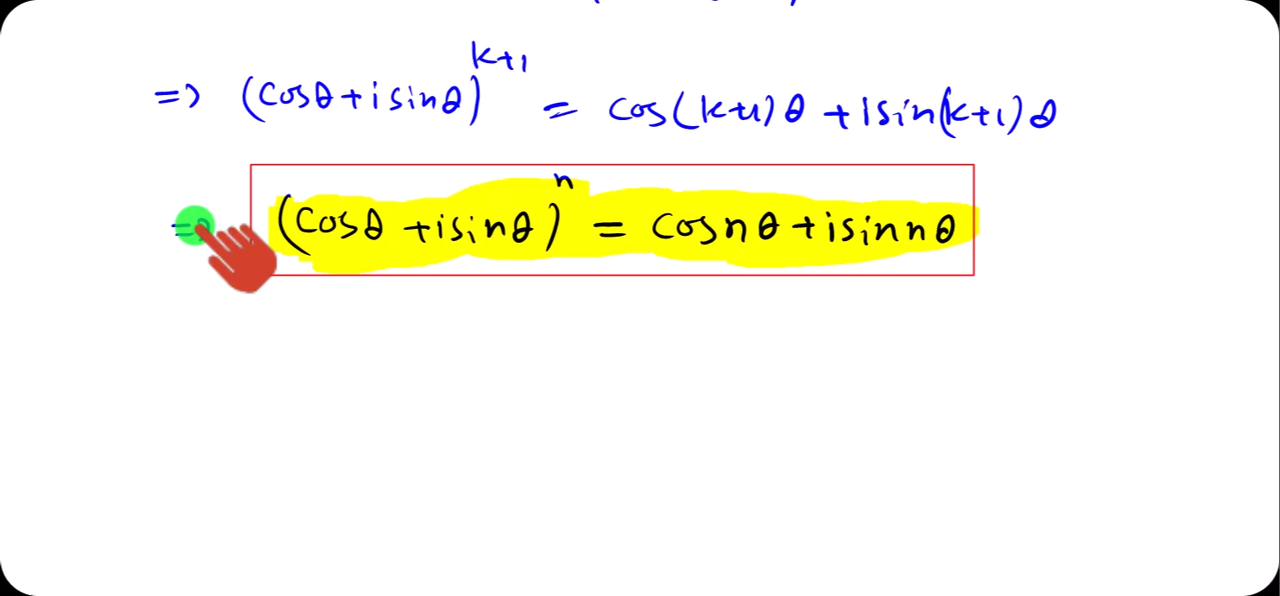 => (cosθ+isinθ)^{k+1} = cos(k+1)θ +isin(k+1)θ
=> (cosθ +isinθ)^n = cosnθ +isinnθ